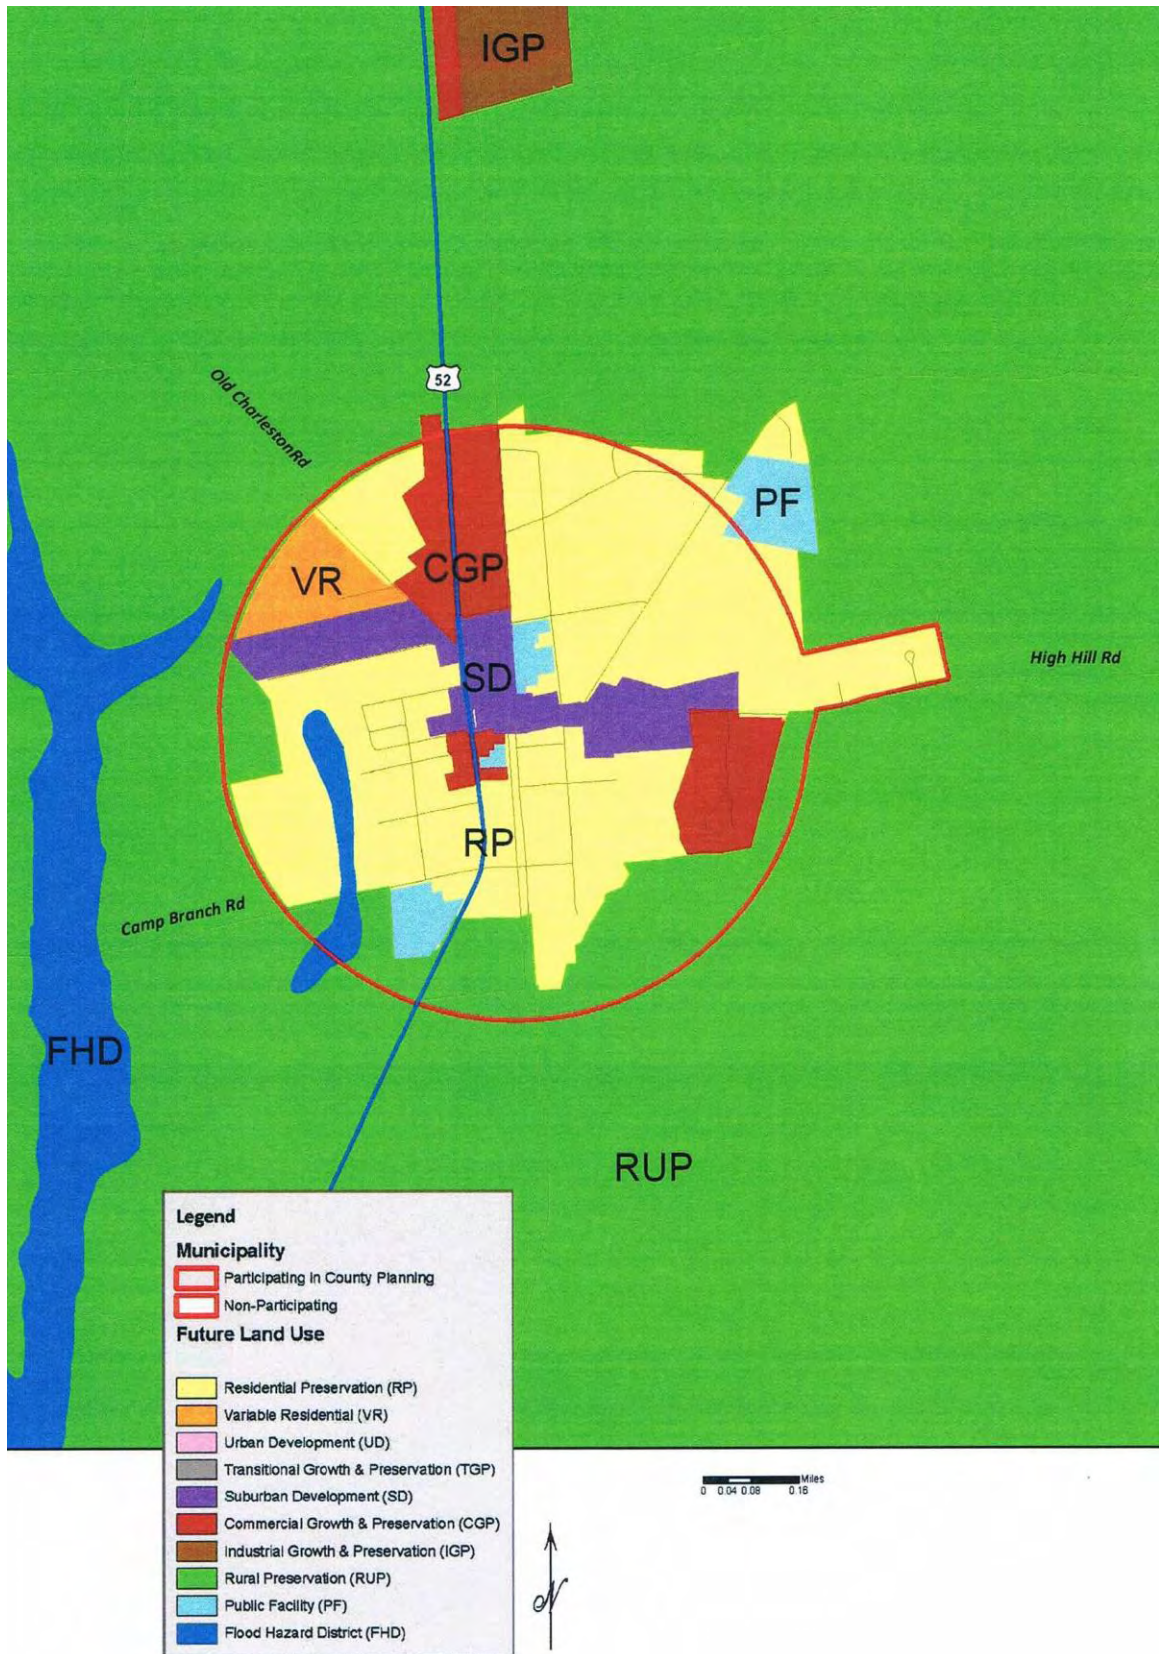 IGP
52
Old Charleston Rd
PF
CGP
VR
High Hill Rd
SD
RP
Camp Branch Rd
FHD
RUP
Legend
Municipality
Participating in County Planning
Non-Participating
Future Land Use
Residential Preservation (RP)
Variable Residential (VR)
Urban Development (UD)
Transitional Growth & Preservation (TGP)
Suburban Development (SD)
Commercial Growth & Preservation (CGP)
Industrial Growth & Preservation (IGP)
Rural Preservation (RUP)
Public Facility (PF)
Flood Hazard District (FHD)
Miles
0 0.04 0.08 0.16
N